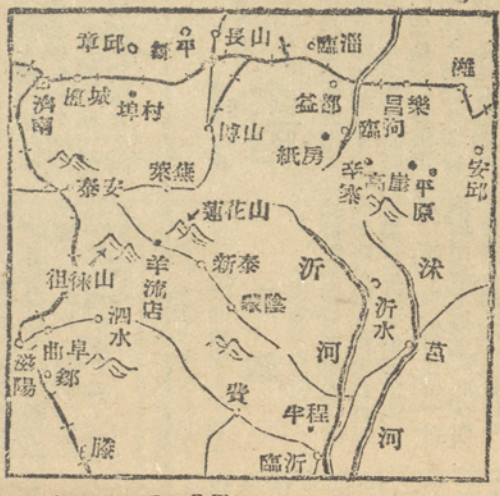 章邱
鄒平
長山
臨淄
濰
濟南
歷城
埠村
益都
昌樂
博山
臨朐
紙房
安邱
辛寨
高崖
平原
泰安
萊蕪
蓮花山
徂徠山
羊流店
新泰
沂河
沭河
蒙陰
沂水
泗水
曲阜
滋陽
鄒
莒
費
半程
臨沂
滕